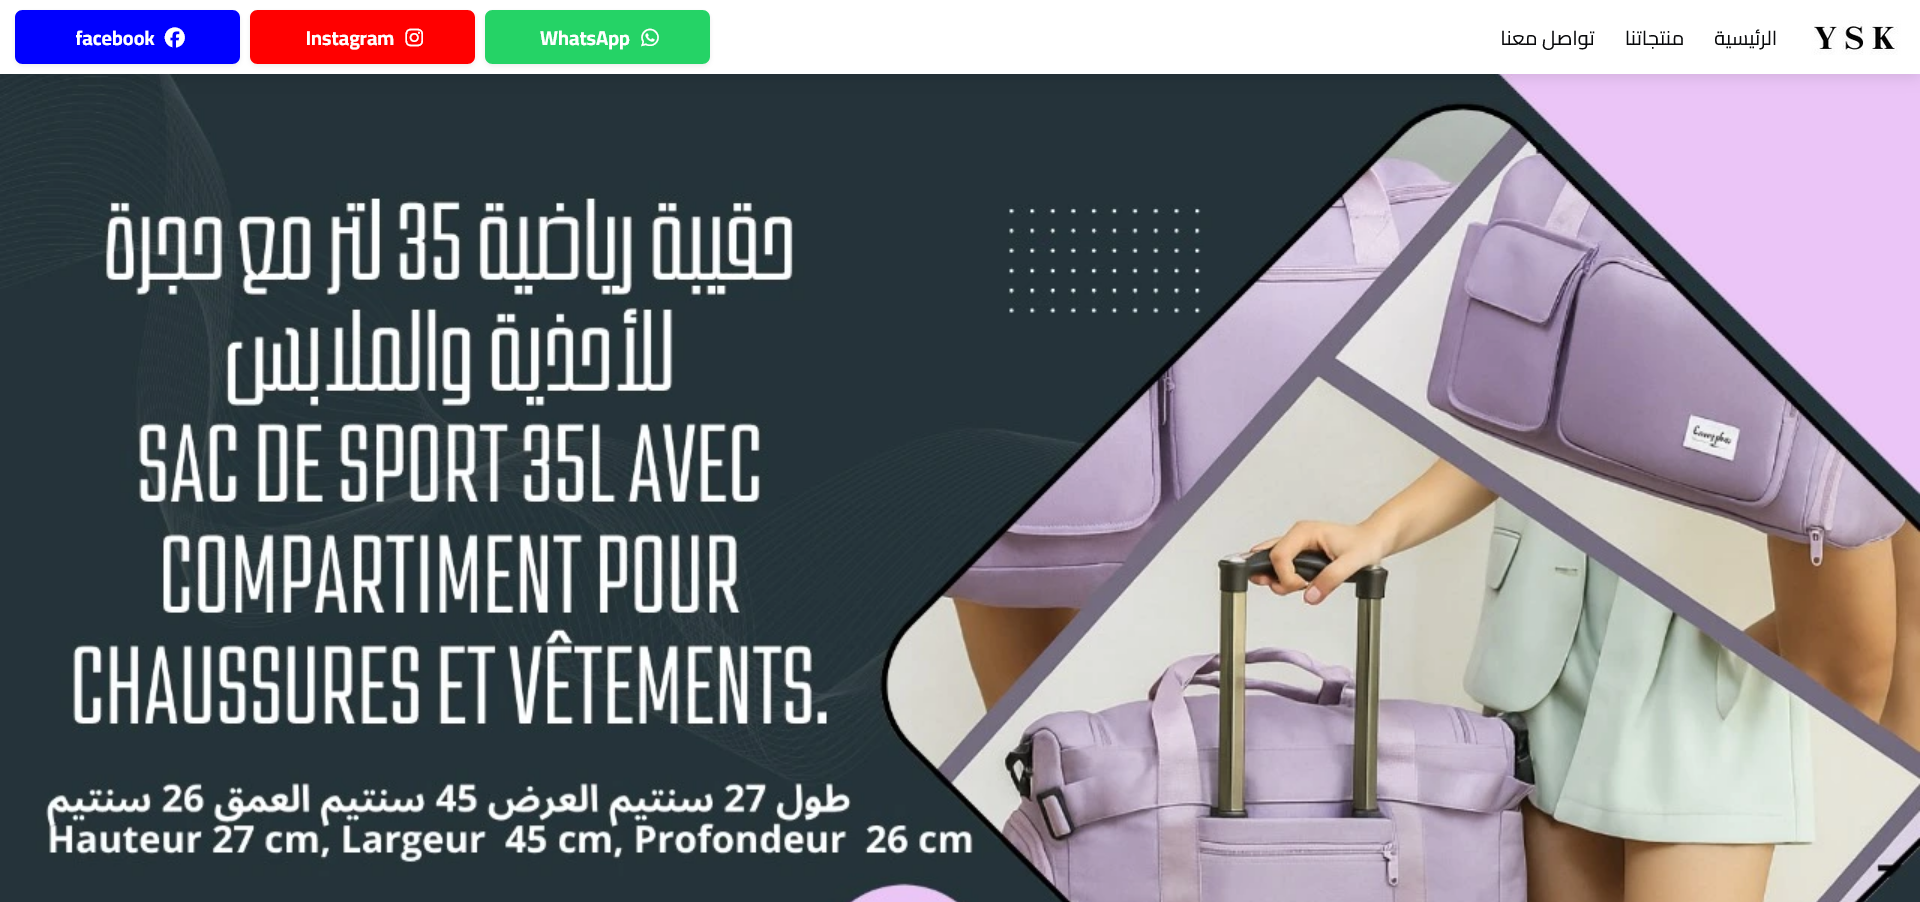 YSK
الرئيسية
منتجاتنا
تواصل معنا
WhatsApp
Instagram
facebook
حقيبة رياضية 35 لتر مع حجرة
للأحذية والملابس
SAC DE SPORT 35L AVEC
COMPARTIMENT POUR
CHAUSSURES ET VÊTEMENTS.
طول 27 سنتيم العرض 45 سنتيم العمق 26 سنتيم
Hauteur 27 cm, Largeur 45 cm, Profondeur 26 cm